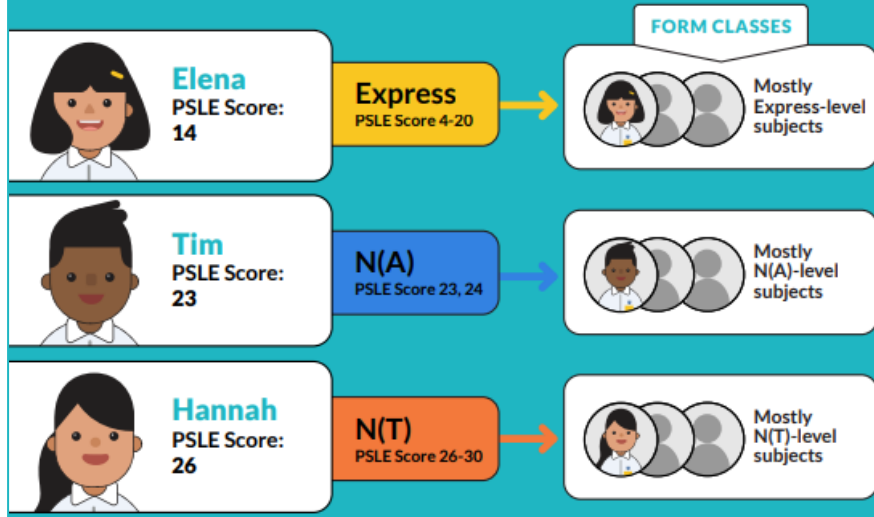 FORM CLASSES
Elena
PSLE Score:
14
Express
PSLE Score 4-20
Mostly
Express-level
subjects
Tim
PSLE Score:
23
N(A)
PSLE Score 23, 24
Mostly
N(A)-level
subjects
Hannah
PSLE Score:
26
N(T)
PSLE Score 26-30
Mostly
N(T)-level
subjects